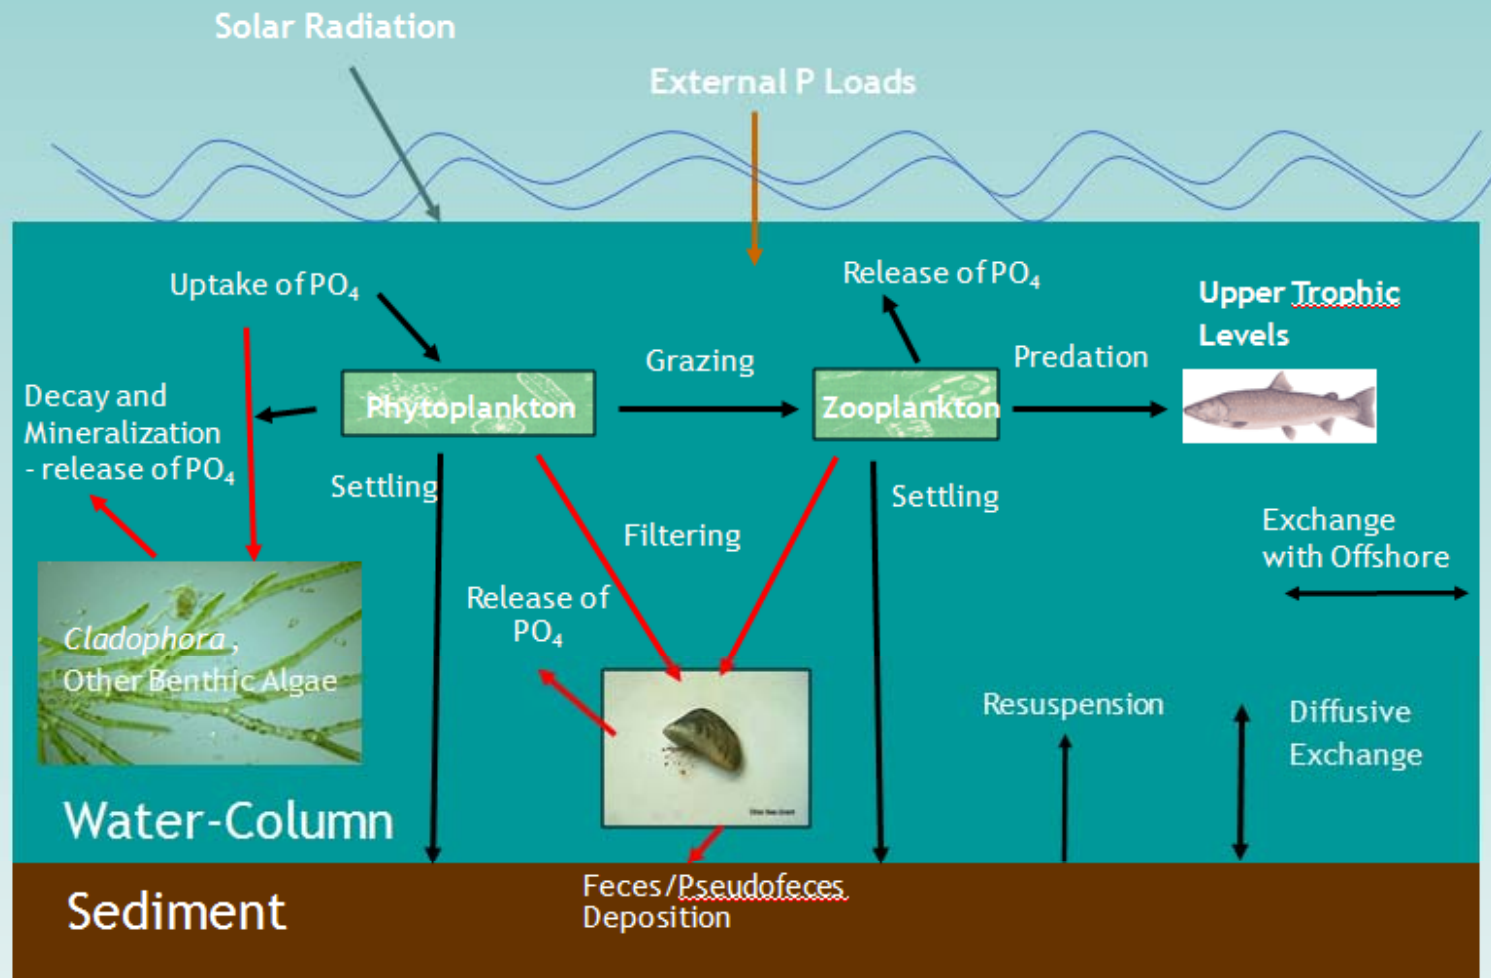 Solar Radiation
External P Loads
Uptake of PO₄
Release of PO₄
Upper Trophic
Levels
Grazing
Predation
Decay and
Mineralization
- release of PO₄
Phytoplankton
Zooplankton
Settling
Settling
Filtering
Exchange
with Offshore
Release of
PO₄
Cladophora ,
Other Benthic Algae
Resuspension
Diffusive
Exchange
Water-Column
Feces/Pseudofeces
Deposition
Sediment